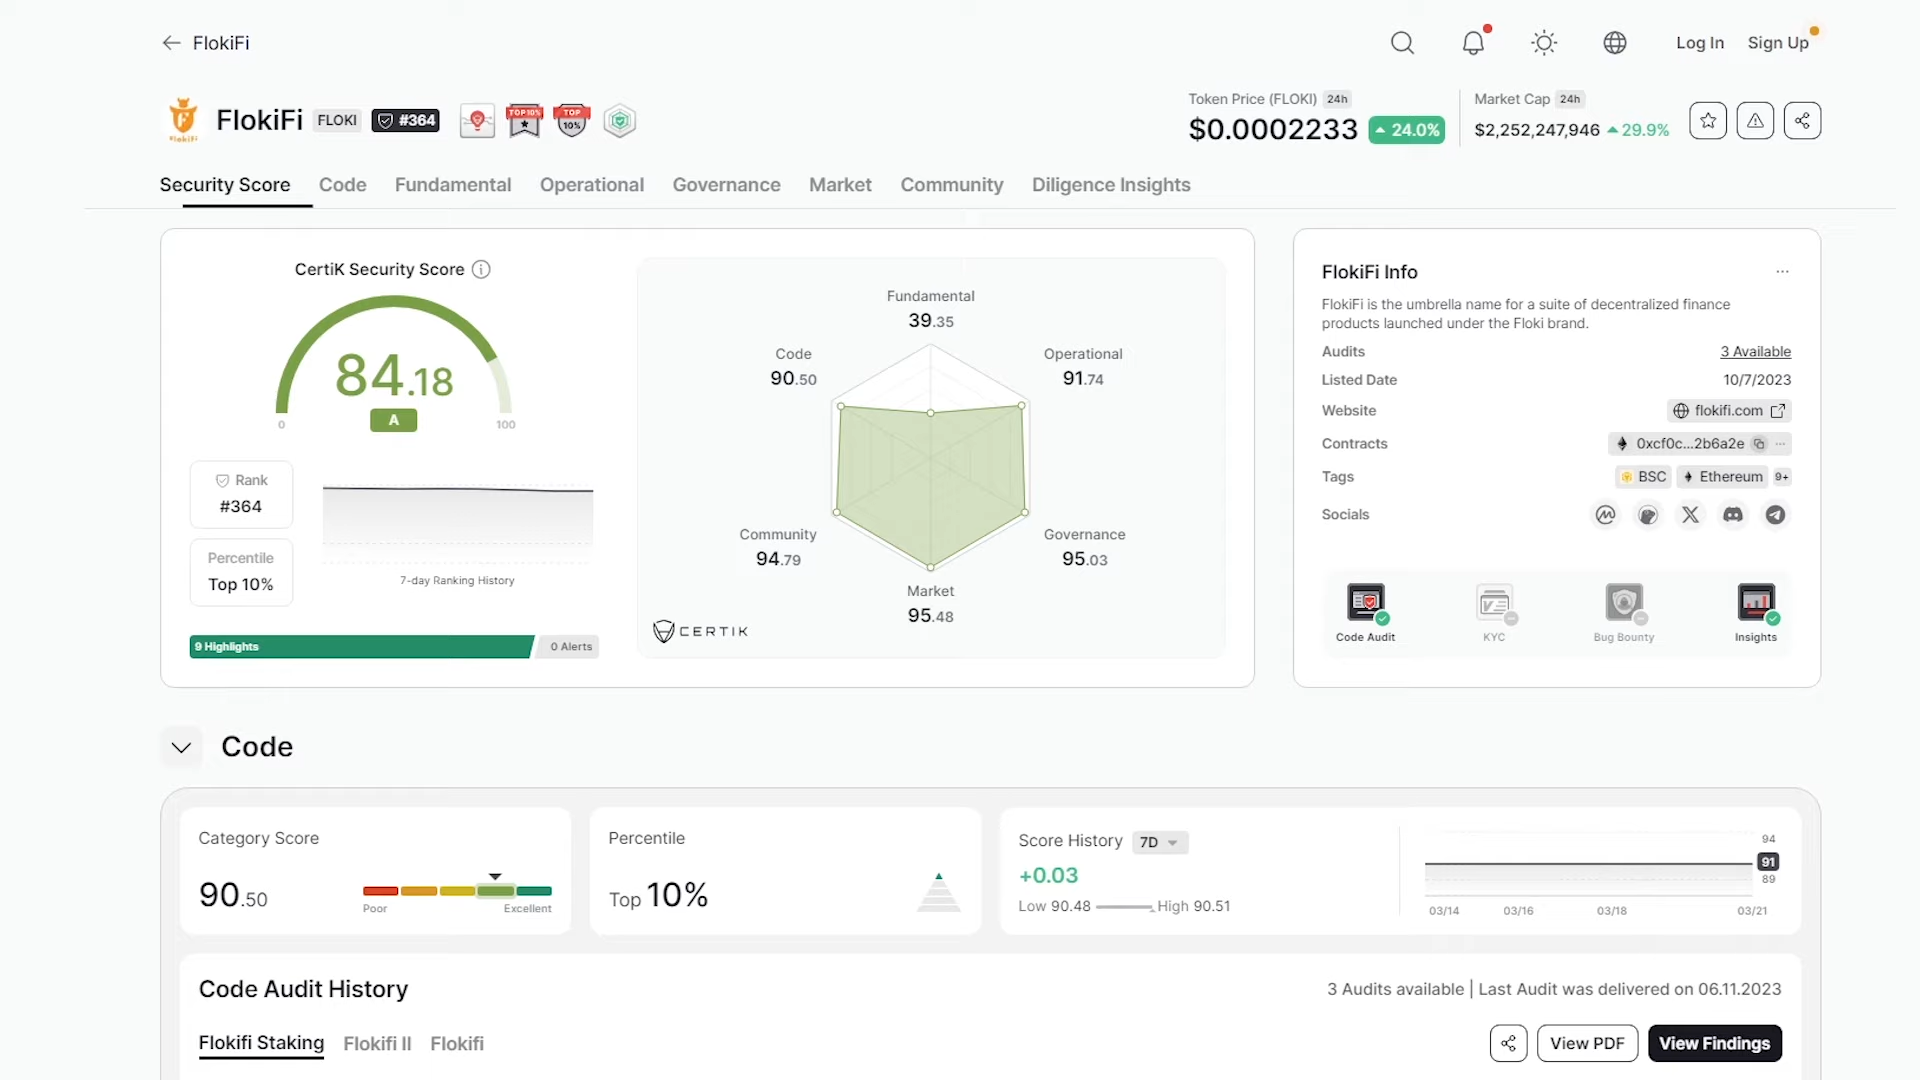 FlokiFi
Log In
Sign Up
FlokiFi
FLOKI
#364
TOP 10%
TOP
10%
Token Price (FLOKI) 24h
$0.0002233 24.0%
Market Cap 24h
$2,252,247,946 29.9%
Security Score
Code
Fundamental
Operational
Governance
Market
Community
Diligence Insights
CertiK Security Score
84.18
A
0
100
Rank
#364
Percentile
Top 10%
7-day Ranking History
9 Highlights
0 Alerts
Fundamental
39.35
Code
90.50
Operational
91.74
Community
94.79
Governance
95.03
Market
95.48
CERTIK
FlokiFi Info
FlokiFi is the umbrella name for a suite of decentralized finance
products launched under the Floki brand.
Audits
3 Available
Listed Date
10/7/2023
Website
flokifi.com
Contracts
0xcf0c...2b6a2e
Tags
BSC
Ethereum
9+
Socials
Code Audit
KYC
Bug Bounty
Insights
Code
Category Score
90.50
Poor
Excellent
Percentile
Top 10%
Score History 7D
+0.03
Low 90.48
High 90.51
94
91
89
03/14
03/16
03/18
03/21
Code Audit History
3 Audits available | Last Audit was delivered on 06.11.2023
Flokifi Staking
Flokifi II
Flokifi
View PDF
View Findings